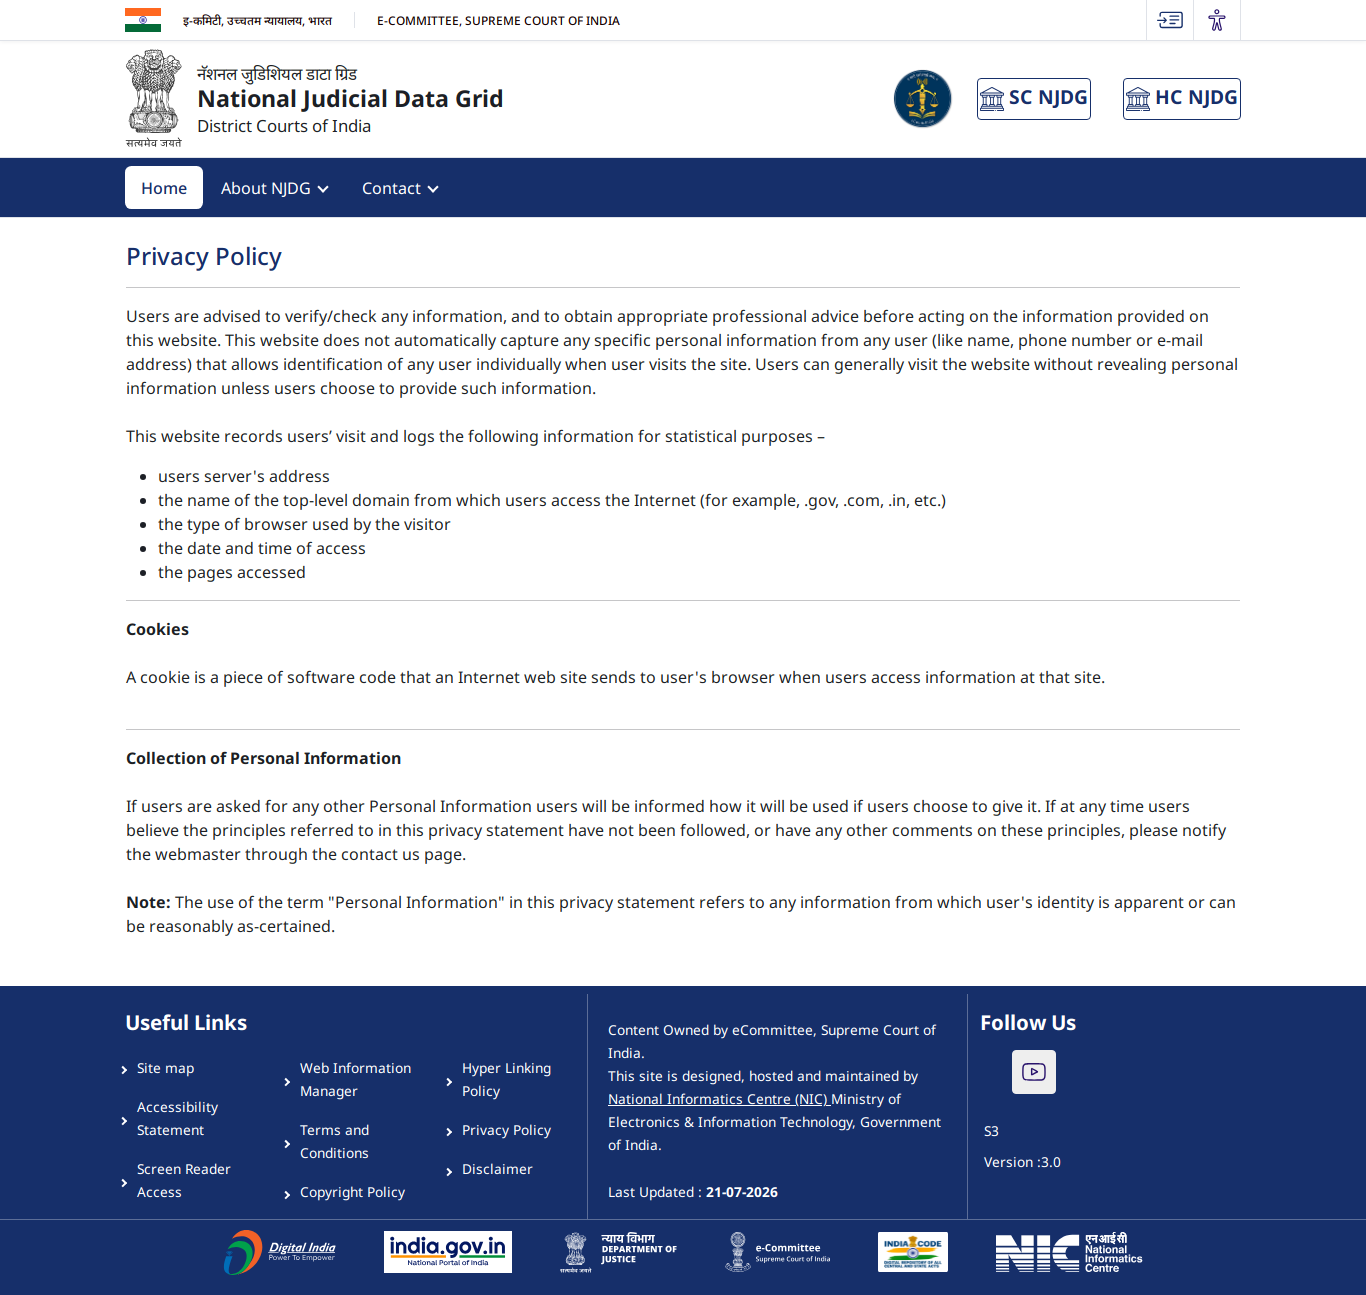 इ-कमिटी, उच्चतम न्यायालय, भारत
E-COMMITTEE, SUPREME COURT OF INDIA
सत्यमेव जयते
नॅशनल जुडिशियल डाटा ग्रिड
National Judicial Data Grid
District Courts of India
SC NJDG
HC NJDG
Home
About NJDG
Contact
Privacy Policy
Users are advised to verify/check any information, and to obtain appropriate professional advice before acting on the information provided on
this website. This website does not automatically capture any specific personal information from any user (like name, phone number or e-mail
address) that allows identification of any user individually when user visits the site. Users can generally visit the website without revealing personal
information unless users choose to provide such information.
This website records users’ visit and logs the following information for statistical purposes –
users server's address
the name of the top-level domain from which users access the Internet (for example, .gov, .com, .in, etc.)
the type of browser used by the visitor
the date and time of access
the pages accessed
Cookies
A cookie is a piece of software code that an Internet web site sends to user's browser when users access information at that site.
Collection of Personal Information
If users are asked for any other Personal Information users will be informed how it will be used if users choose to give it. If at any time users
believe the principles referred to in this privacy statement have not been followed, or have any other comments on these principles, please notify
the webmaster through the contact us page.
Note: The use of the term "Personal Information" in this privacy statement refers to any information from which user's identity is apparent or can
be reasonably as-certained.
Useful Links
Site map
Accessibility
Statement
Screen Reader
Access
Web Information
Manager
Terms and
Conditions
Copyright Policy
Hyper Linking
Policy
Privacy Policy
Disclaimer
Content Owned by eCommittee, Supreme Court of
India.
This site is designed, hosted and maintained by
National Informatics Centre (NIC) Ministry of
Electronics & Information Technology, Government
of India.
Last Updated : 21-07-2026
Follow Us
S3
Version :3.0
Digital India
Power To Empower
india.gov.in
National Portal of India
सत्यमेव जयते
न्याय विभाग
DEPARTMENT OF
JUSTICE
e-Committee
Supreme Court of India
INDIA CODE
DIGITAL REPOSITORY OF ALL
CENTRAL AND STATE ACTS
NIC
एनआईसी
National
Informatics
Centre